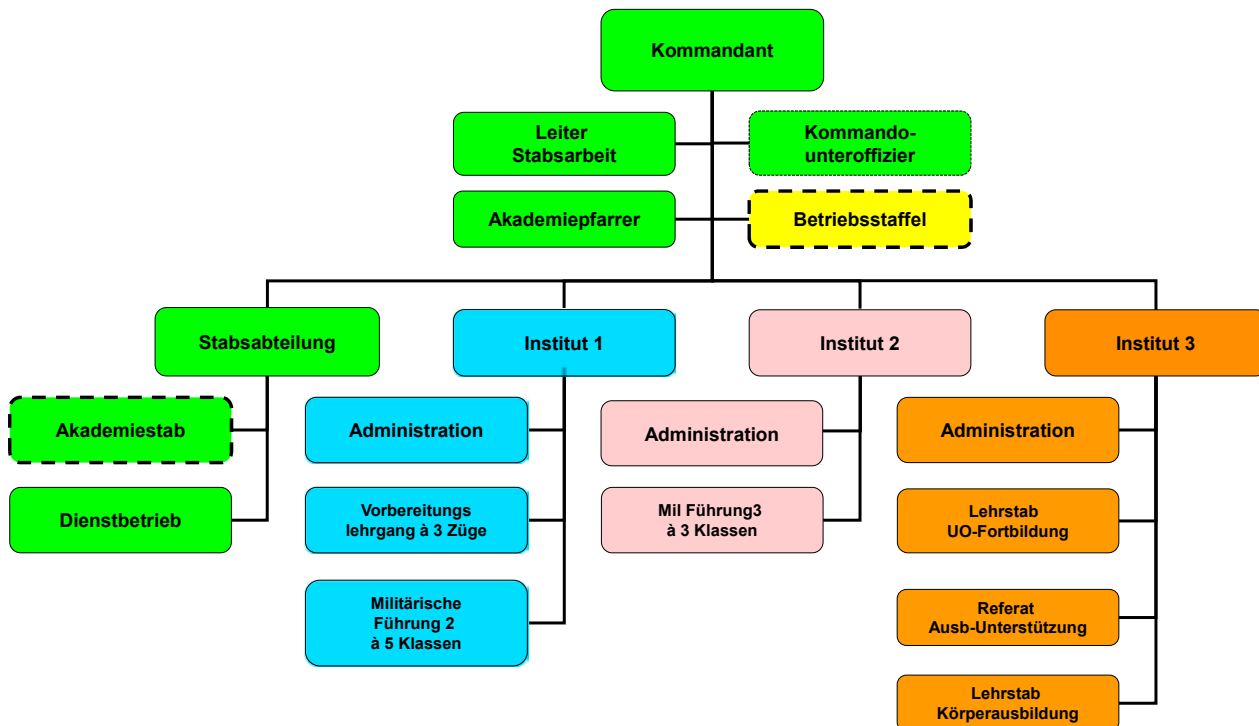 Kommandant
Leiter
Stabsarbeit
Kommando-
unteroffizier
Akademiepfarrer
Betriebsstaffel
Stabsabteilung
Institut 1
Institut 2
Institut 3
Akademiestab
Administration
Administration
Administration
Dienstbetrieb
Vorbereitungs
lehrgang à 3 Züge
Mil Führung3
à 3 Klassen
Lehrstab
UO-Fortbildung
Militärische
Führung 2
à 5 Klassen
Referat
Ausb-Unterstützung
Lehrstab
Körperausbildung